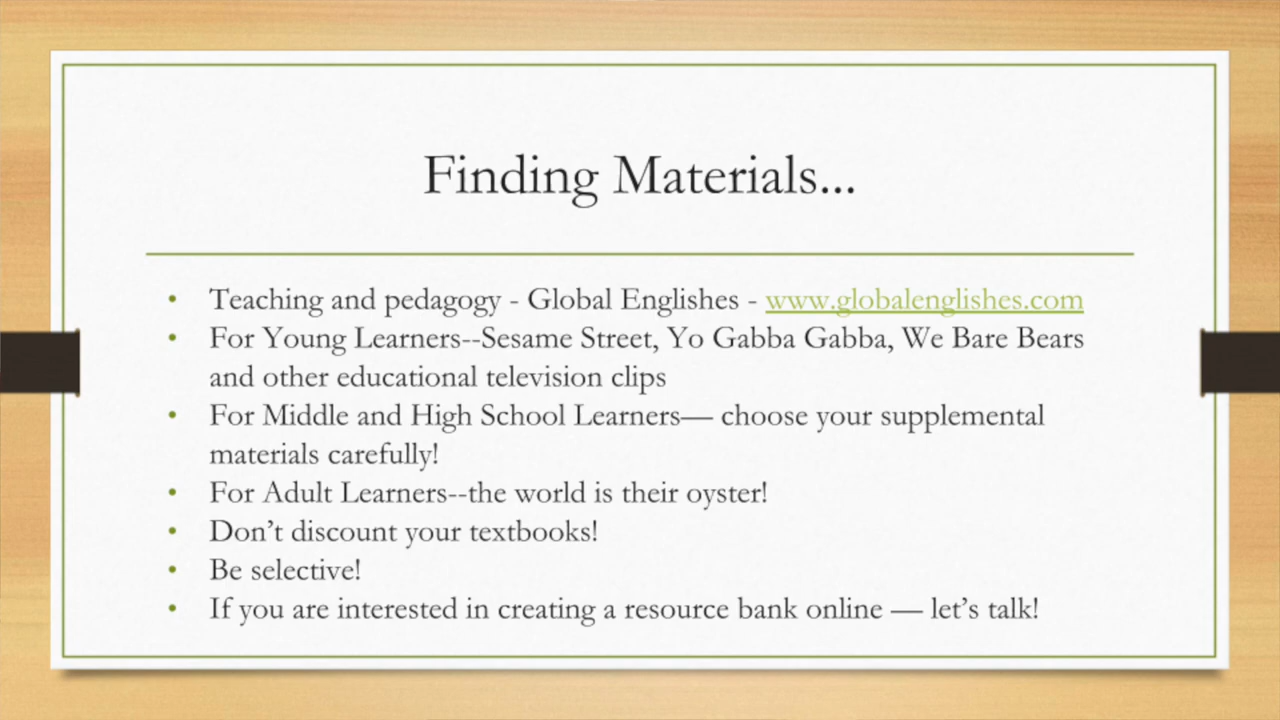 Finding Materials...
• Teaching and pedagogy - Global Englishes - www.globalenglishes.com
• For Young Learners--Sesame Street, Yo Gabba Gabba, We Bare Bears
and other educational television clips
• For Middle and High School Learners— choose your supplemental
materials carefully!
• For Adult Learners--the world is their oyster!
• Don’t discount your textbooks!
• Be selective!
• If you are interested in creating a resource bank online — let’s talk!